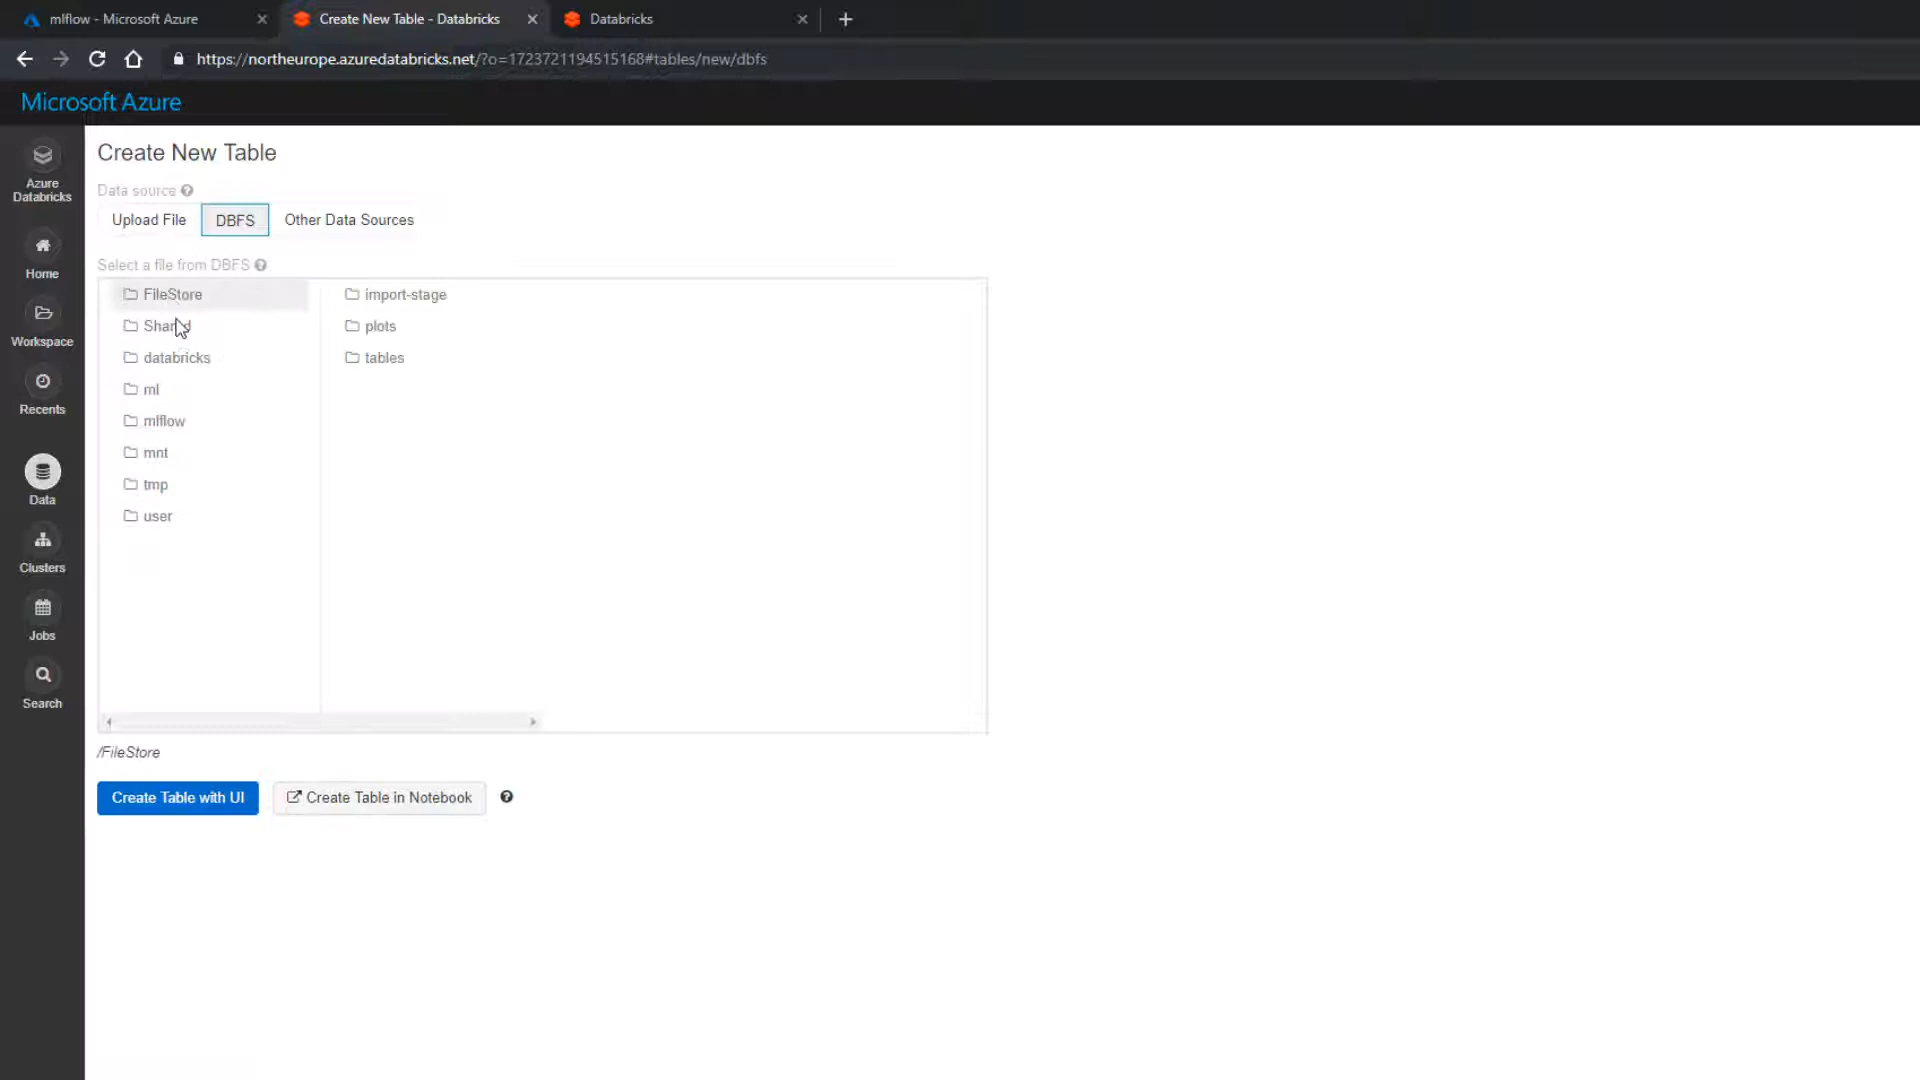 mlflow - Microsoft Azure
Create New Table - Databricks
Databricks
https://northeurope.azuredatabricks.net/?o=1723721194515168#tables/new/dbfs
Microsoft Azure
Azure Databricks
Home
Workspace
Recents
Data
Clusters
Jobs
Search
Create New Table
Data source
Upload File
DBFS
Other Data Sources
Select a file from DBFS
FileStore
Shared
databricks
ml
mlflow
mnt
tmp
user
import-stage
plots
tables
/FileStore
Create Table with UI
Create Table in Notebook